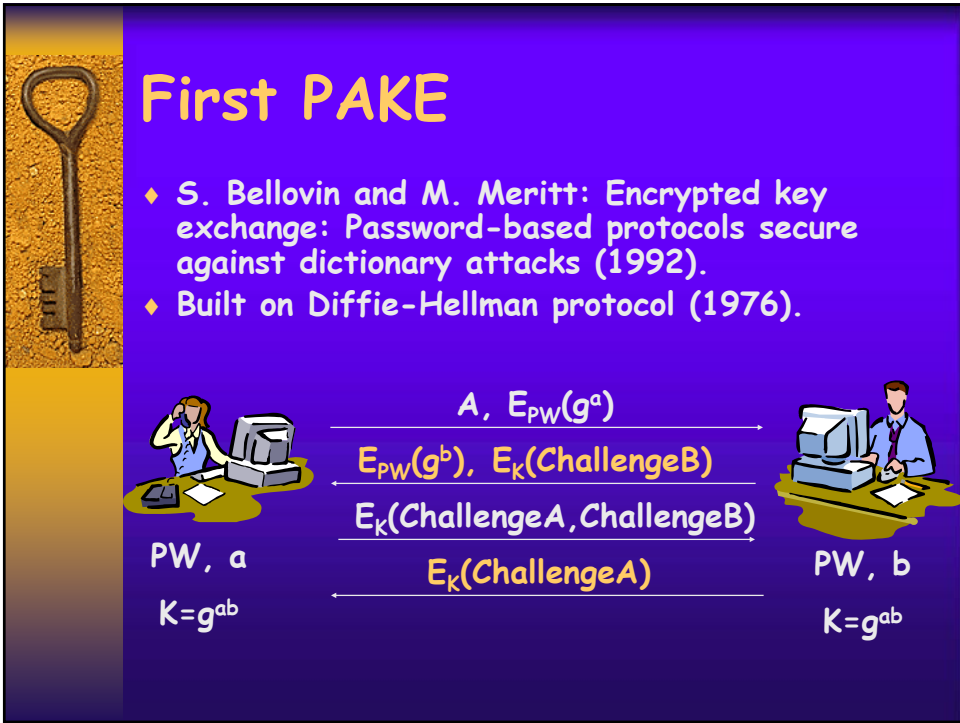 First PAKE
♦ S. Bellovin and M. Meritt: Encrypted key
exchange: Password-based protocols secure
against dictionary attacks (1992).
♦ Built on Diffie-Hellman protocol (1976).
A, E_PW(g^a)
E_PW(g^b), E_K(ChallengeB)
E_K(ChallengeA,ChallengeB)
E_K(ChallengeA)
PW, a
K=g^ab
PW, b
K=g^ab